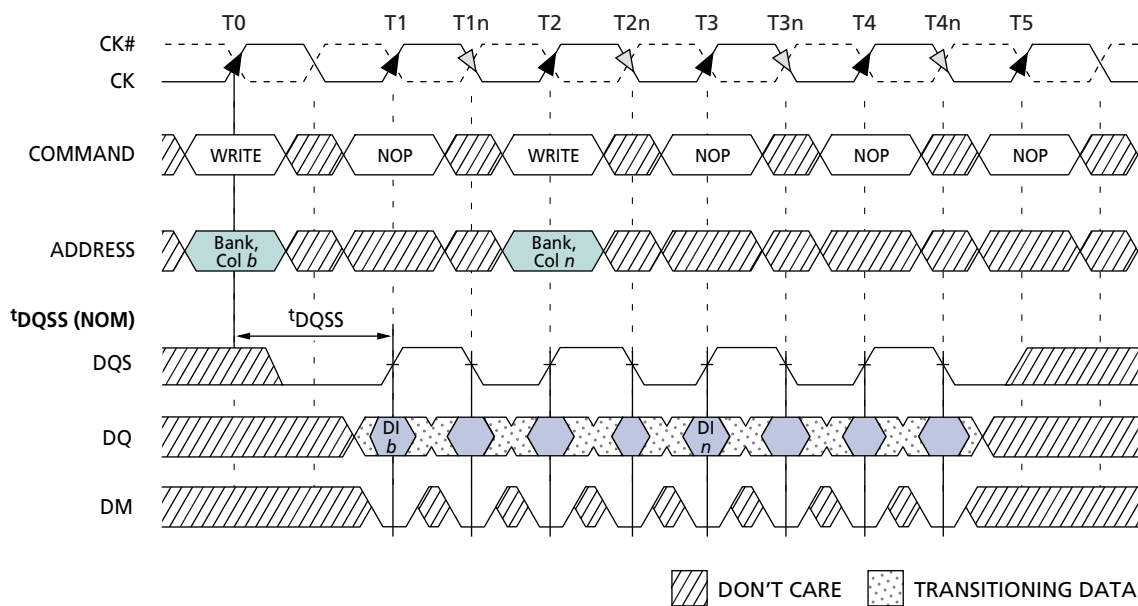 T0 T1 T1n T2 T2n T3 T3n T4 T4n T5
CK#
CK
COMMAND WRITE NOP WRITE NOP NOP NOP
ADDRESS Bank, Col b Bank, Col n
tDQSS (NOM) tDQSS
DQS
DQ DI b DI n
DM
DON'T CARE TRANSITIONING DATA